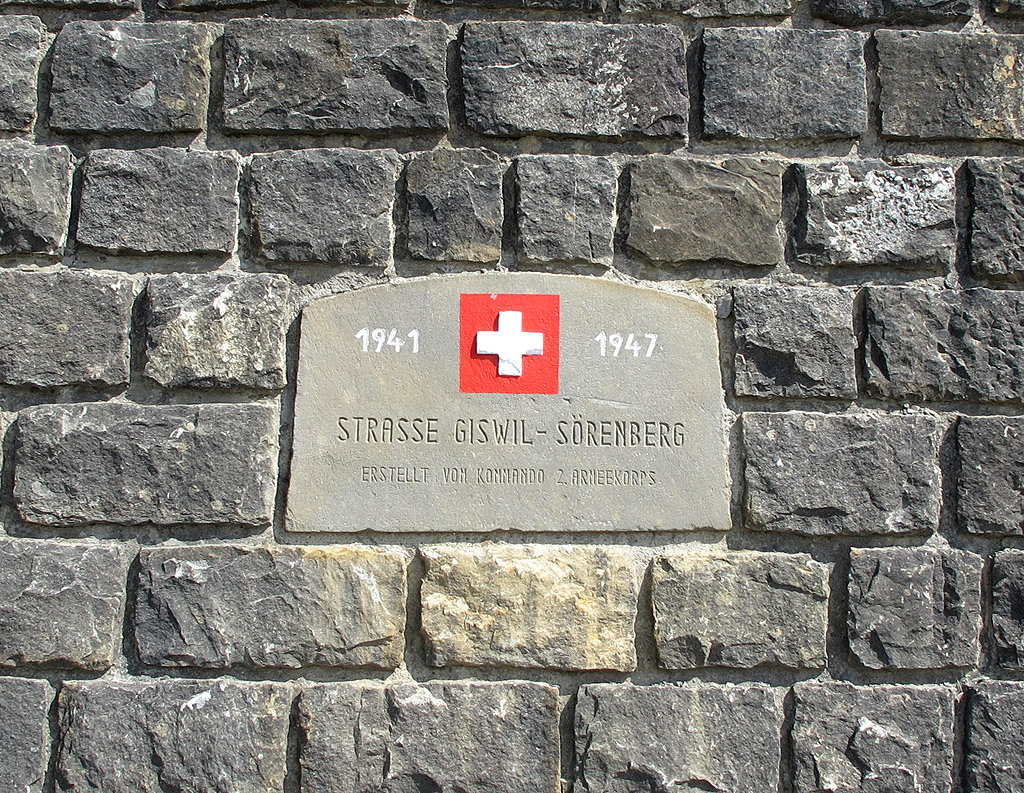 1941 1947
STRASSE GISWIL-SÖRENBERG
ERSTELLT VOM KOMMANDO 2. ARMEEKORPS